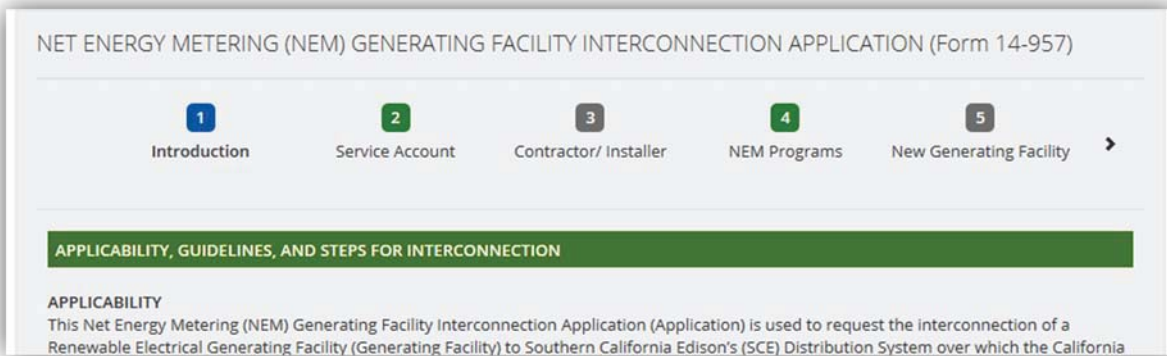 NET ENERGY METERING (NEM) GENERATING FACILITY INTERCONNECTION APPLICATION (Form 14-957)
1 2 3 4 5
Introduction Service Account Contractor/ Installer NEM Programs New Generating Facility
APPLICABILITY, GUIDELINES, AND STEPS FOR INTERCONNECTION
APPLICABILITY
This Net Energy Metering (NEM) Generating Facility Interconnection Application (Application) is used to request the interconnection of a
Renewable Electrical Generating Facility (Generating Facility) to Southern California Edison's (SCE) Distribution System over which the California